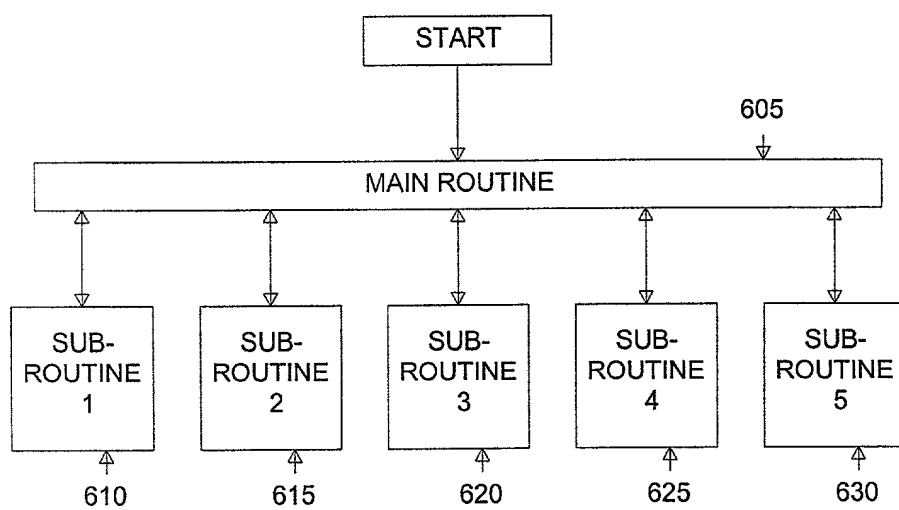 START
605
MAIN ROUTINE
SUB-
ROUTINE
1
SUB-
ROUTINE
2
SUB-
ROUTINE
3
SUB-
ROUTINE
4
SUB-
ROUTINE
5
610
615
620
625
630